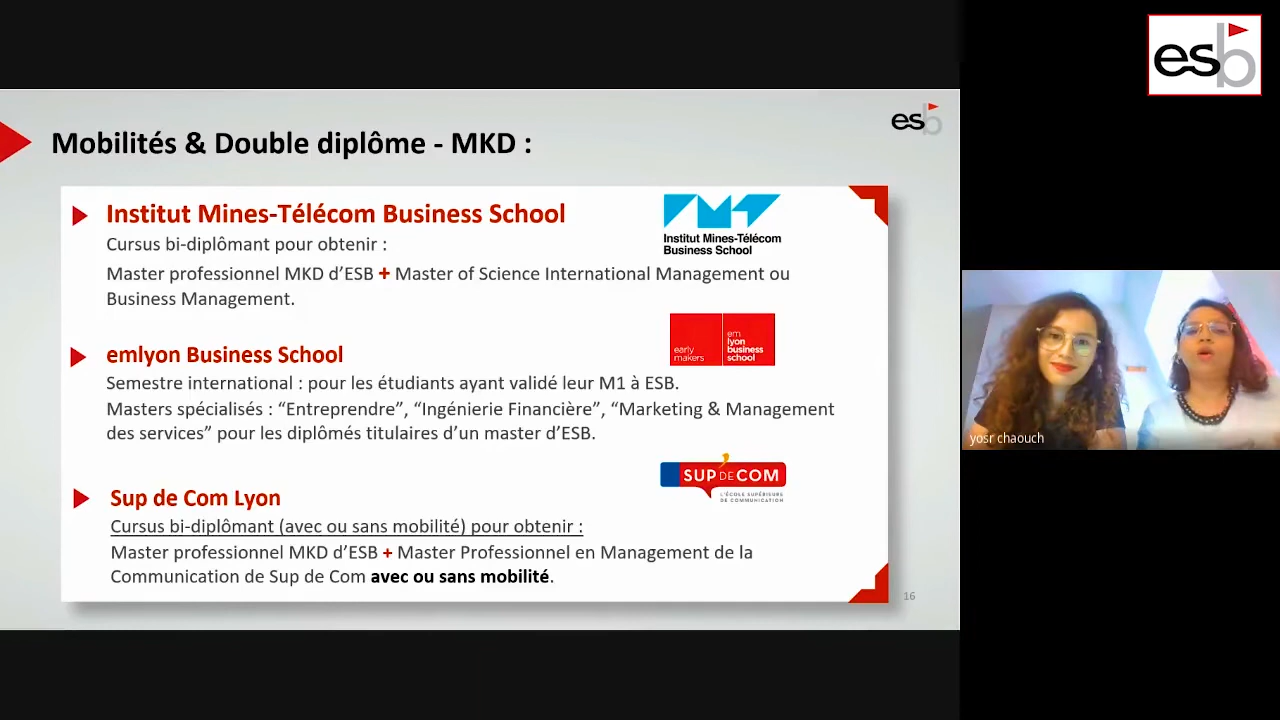 esb
esb
Mobilités & Double diplôme - MKD :
Institut Mines-Télécom Business School
Institut Mines-Télécom
Business School
Cursus bi-diplômant pour obtenir :
Master professionnel MKD d’ESB + Master of Science International Management ou
Business Management.
early
makers
em
lyon
business
school
emlyon Business School
Semestre international : pour les étudiants ayant validé leur M1 à ESB.
Masters spécialisés : “Entreprendre”, “Ingénierie Financière”, “Marketing & Management
des services” pour les diplômés titulaires d’un master d’ESB.
yosr chaouch
SUP DE COM
L'ÉCOLE SUPÉRIEURE
DE COMMUNICATION
Sup de Com Lyon
Cursus bi-diplômant (avec ou sans mobilité) pour obtenir :
Master professionnel MKD d’ESB + Master Professionnel en Management de la
Communication de Sup de Com avec ou sans mobilité.
16